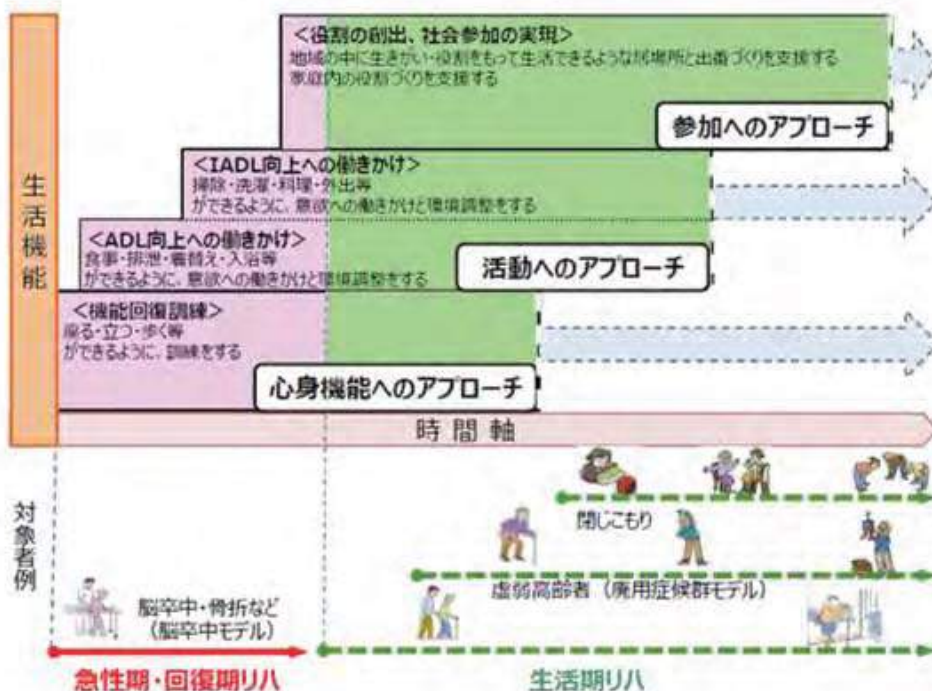 <役割の創出、社会参加の実現>
地域の中に生きがい・役割をもって生活できるような居場所と出番づくりを支援する
家庭内の役割づくりを支援する
参加へのアプローチ
<IADL向上への働きかけ>
掃除・洗濯・料理・外出等
ができるように、意欲への働きかけと環境調整をする
<ADL向上への働きかけ>
食事・排泄・着替え・入浴等
ができるように、意欲への働きかけと環境調整をする
活動へのアプローチ
<機能回復訓練>
座る・立つ・歩く等
ができるように、訓練をする
心身機能へのアプローチ
生活機能
時間軸
対象者例
閉じこもり
虚弱高齢者（廃用症候群モデル）
脳卒中・骨折など
（脳卒中モデル）
急性期・回復期リハ
生活期リハ